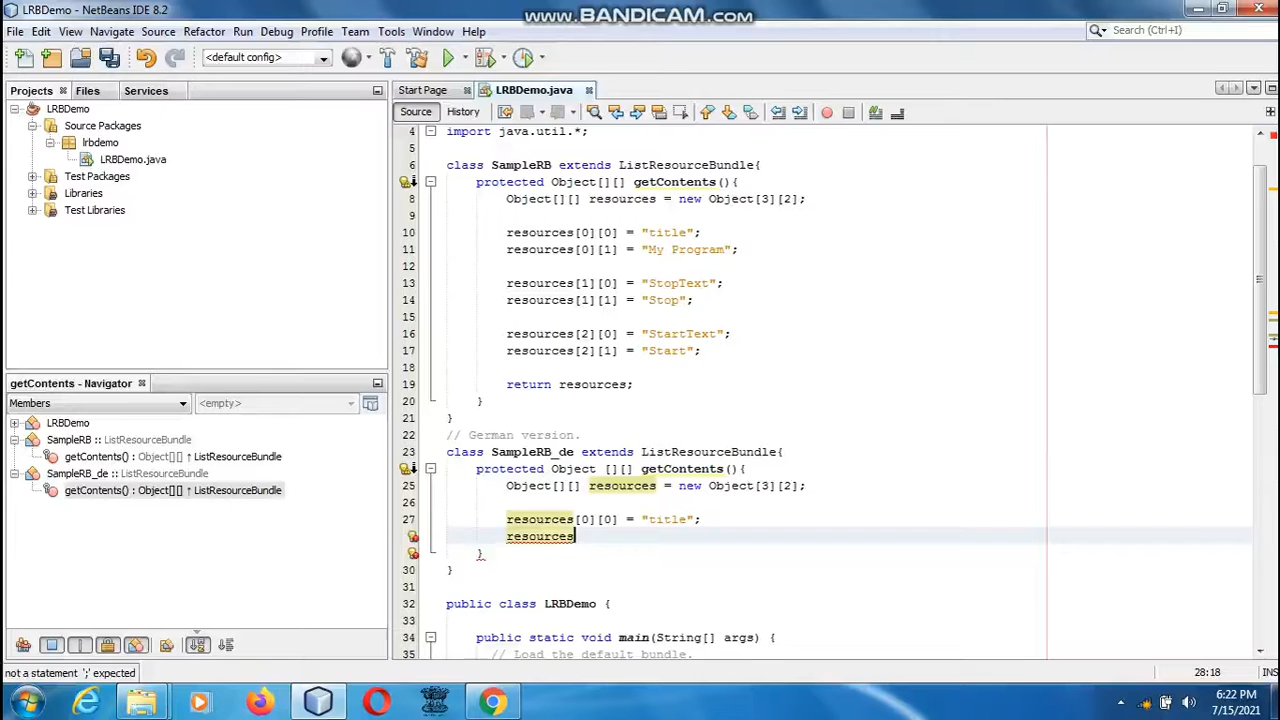 LRBDemo - NetBeans IDE 8.2
www.BANDICAM.com
File Edit View Navigate Source Refactor Run Debug Profile Team Tools Window Help
Search (Ctrl+I)
<default config>
Projects Files Services
Start Page LRBDemo.java
Source History
LRBDemo
Source Packages
lrbdemo
LRBDemo.java
Test Packages
Libraries
Test Libraries
getContents - Navigator
Members <empty>
LRBDemo
SampleRB :: ListResourceBundle
getContents() : Object[][] ↑ ListResourceBundle
SampleRB_de :: ListResourceBundle
getContents() : Object[][] ↑ ListResourceBundle
4 import java.util.*;
5
6 class SampleRB extends ListResourceBundle{
protected Object[][] getContents(){
8 Object[][] resources = new Object[3][2];
9
10 resources[0][0] = "title";
11 resources[0][1] = "My Program";
12
13 resources[1][0] = "StopText";
14 resources[1][1] = "Stop";
15
16 resources[2][0] = "StartText";
17 resources[2][1] = "Start";
18
19 return resources;
20 }
21 }
22 // German version.
23 class SampleRB_de extends ListResourceBundle{
protected Object [][] getContents(){
25 Object[][] resources = new Object[3][2];
26
27 resources[0][0] = "title";
resources
}
30 }
31
32 public class LRBDemo {
33
34 public static void main(String[] args) {
35 // Load the default bundle.
not a statement ';' expected
28:18
INS
6:22 PM
7/15/2021